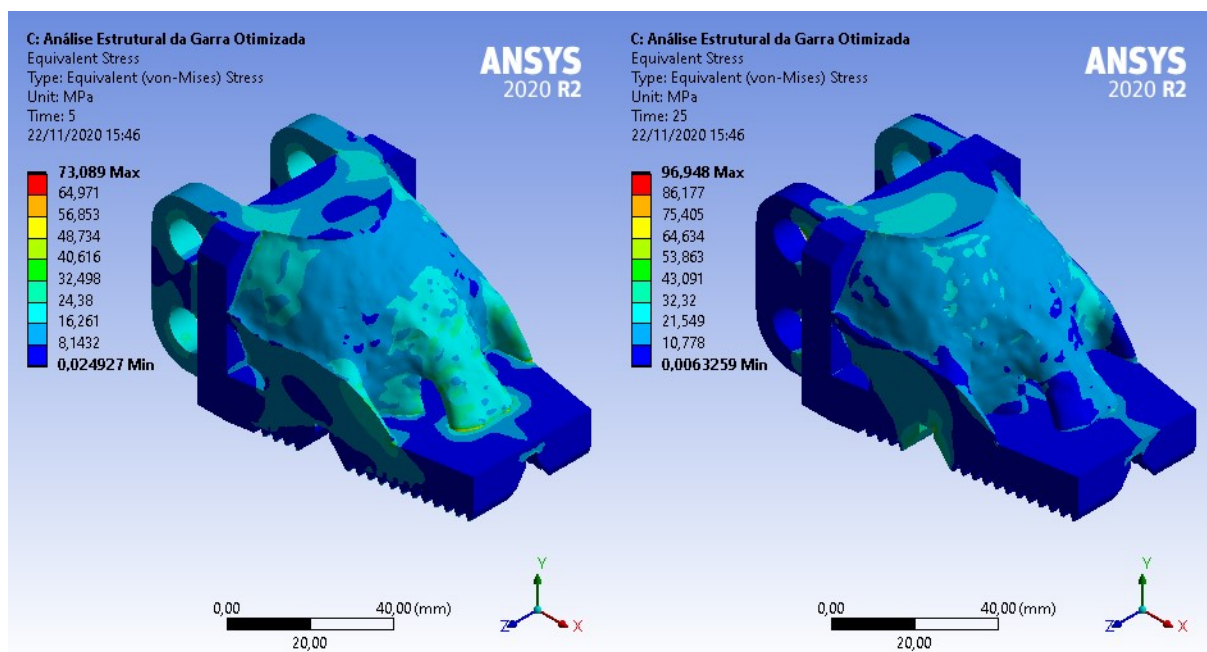 C: Análise Estrutural da Garra Otimizada
Equivalent Stress
Type: Equivalent (von-Mises) Stress
Unit: MPa
Time: 5
22/11/2020 15:46
ANSYS
2020 R2
73,089 Max
64,971
56,853
48,734
40,616
32,498
24,38
16,261
8,1432
0,024927 Min
0,00
40,00 (mm)
20,00
Y
Z
X
C: Análise Estrutural da Garra Otimizada
Equivalent Stress
Type: Equivalent (von-Mises) Stress
Unit: MPa
Time: 25
22/11/2020 15:46
ANSYS
2020 R2
96,948 Max
86,177
75,405
64,634
53,863
43,091
32,32
21,549
10,778
0,0063259 Min
0,00
40,00 (mm)
20,00
Y
Z
X